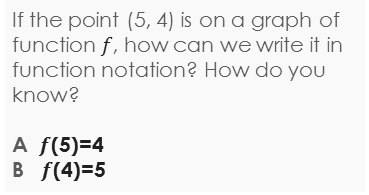 If the point (5, 4) is on a graph of
function f, how can we write it in
function notation? How do you
know?
A f(5)=4
B f(4)=5